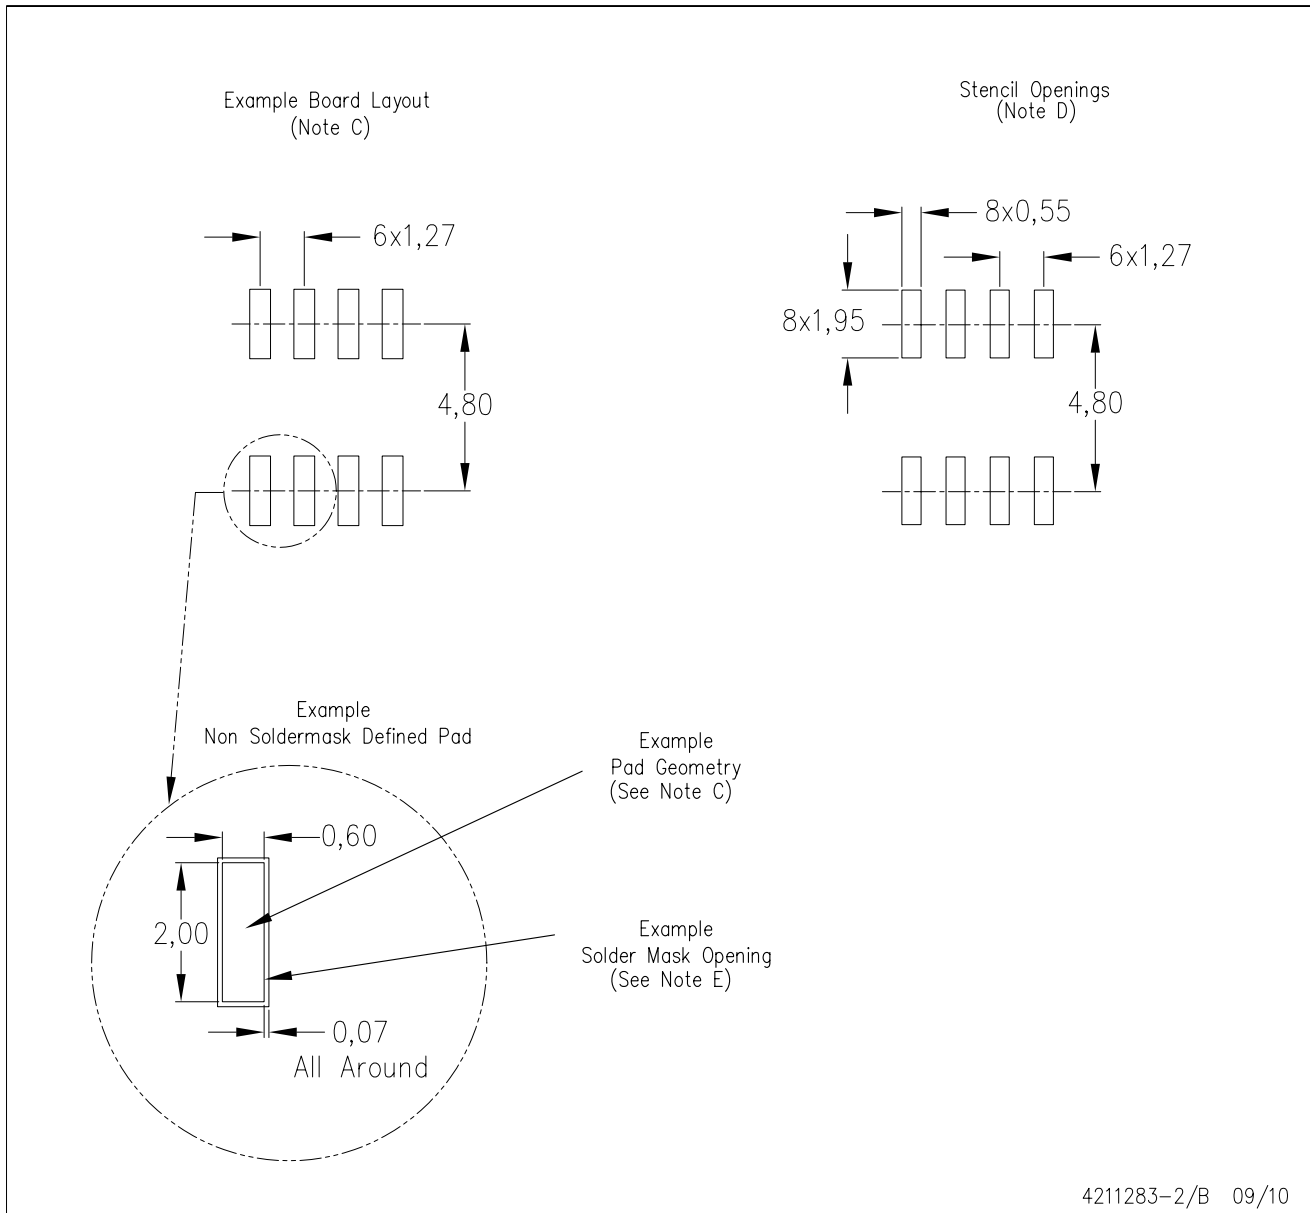 Example Board Layout
(Note C)
6x1,27
4,80
Stencil Openings
(Note D)
8x0,55
6x1,27
8x1,95
4,80
Example
Non Soldermask Defined Pad
0,60
2,00
0,07
All Around
Example
Pad Geometry
(See Note C)
Example
Solder Mask Opening
(See Note E)
4211283-2/B 09/10